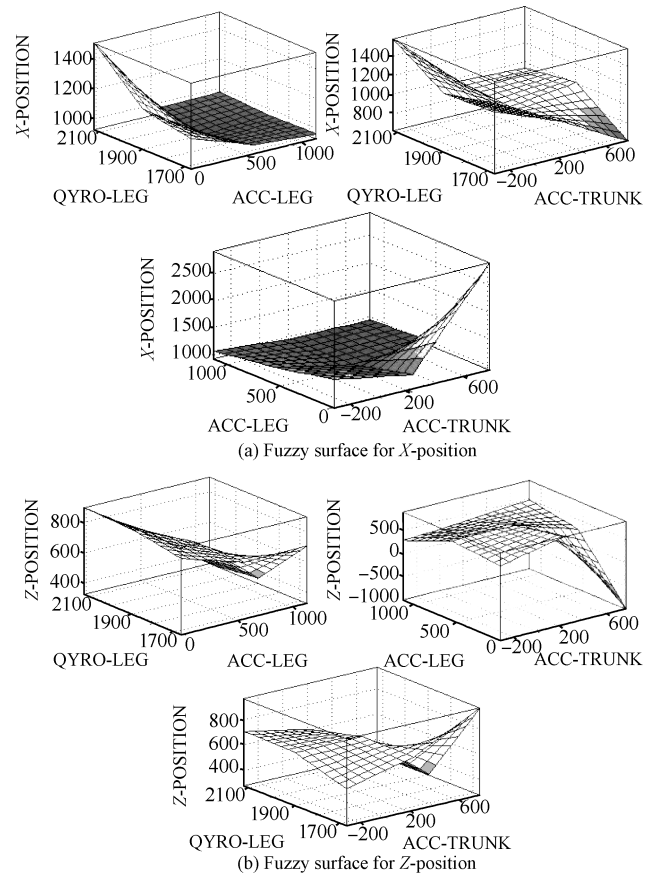 1400
1200
1000
X-POSITION
2100
1900
1700
QYRO-LEG
0
500
1000
ACC-LEG
1400
1200
1000
800
X-POSITION
2100
1900
1700
QYRO-LEG
−200
200
600
ACC-TRUNK
2500
2000
1500
1000
X-POSITION
1000
500
0
ACC-LEG
−200
200
600
ACC-TRUNK
(a) Fuzzy surface for X-position
800
600
400
Z-POSITION
2100
1900
1700
QYRO-LEG
0
500
1000
ACC-LEG
500
0
−500
−1000
Z-POSITION
1000
500
0
ACC-LEG
−200
200
600
ACC-TRUNK
800
600
400
Z-POSITION
2100
1900
1700
QYRO-LEG
−200
200
600
ACC-TRUNK
(b) Fuzzy surface for Z-position